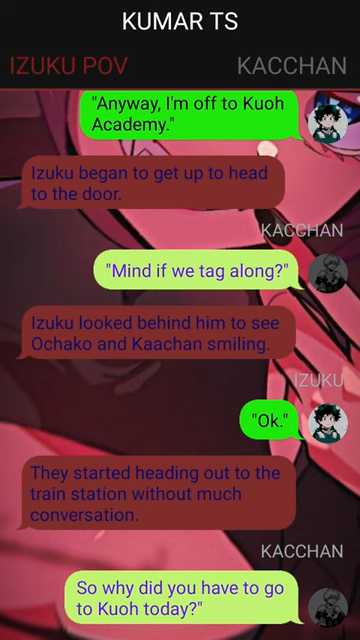 KUMAR TS
IZUKU POV
KACCHAN
"Anyway, I'm off to Kuoh
Academy."
Izuku began to get up to head
to the door.
KACCHAN
"Mind if we tag along?"
Izuku looked behind him to see
Ochako and Kaachan smiling.
IZUKU
"Ok."
They started heading out to the
train station without much
conversation.
KACCHAN
So why did you have to go
to Kuoh today?"